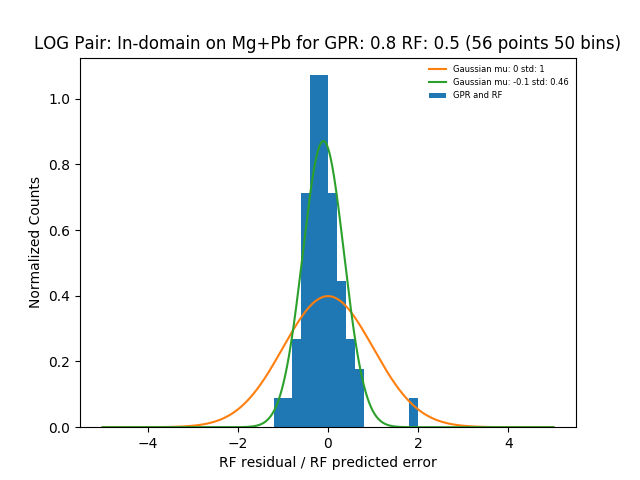 LOG Pair: In-domain on Mg+Pb for GPR: 0.8 RF: 0.5 (56 points 50 bins)
Gaussian mu: 0 std: 1
Gaussian mu: -0.1 std: 0.46
GPR and RF
Normalized Counts
1.0
0.8
0.6
0.4
0.2
0.0
−4
−2
0
2
4
RF residual / RF predicted error